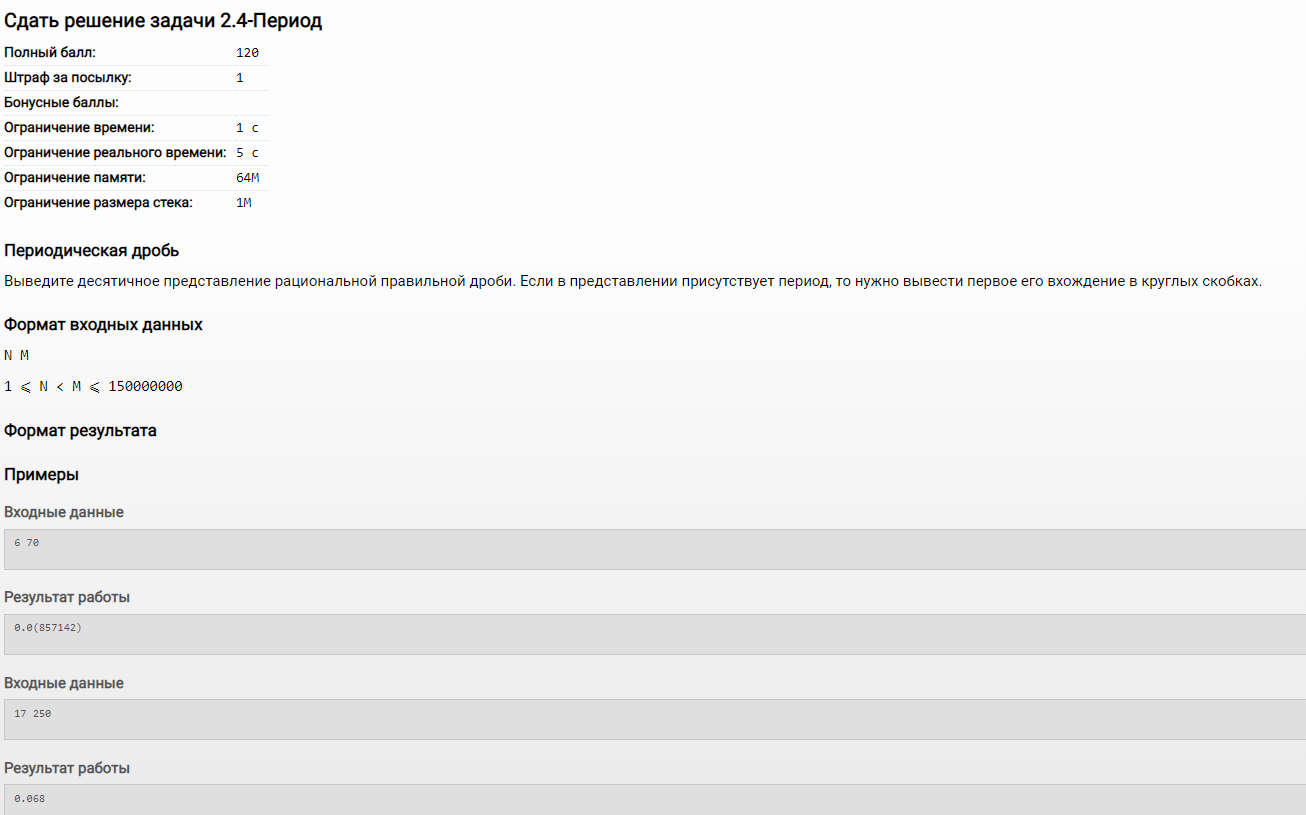 Сдать решение задачи 2.4-Период
Полный балл: 120
Штраф за посылку: 1
Бонусные баллы:
Ограничение времени: 1 с
Ограничение реального времени: 5 с
Ограничение памяти: 64M
Ограничение размера стека: 1M
Периодическая дробь
Выведите десятичное представление рациональной правильной дроби. Если в представлении присутствует период, то нужно вывести первое его вхождение в круглых скобках.
Формат входных данных
N M
1 ⩽ N < M ⩽ 150000000
Формат результата
Примеры
Входные данные
6 70
Результат работы
0.0(857142)
Входные данные
17 250
Результат работы
0.068